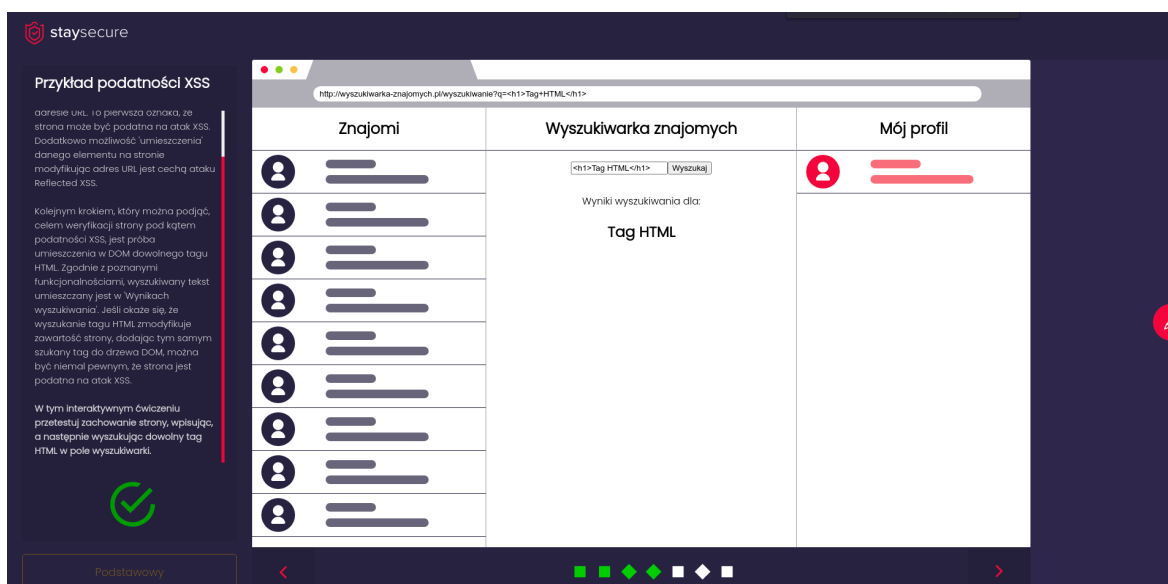 staysecure
Przykład podatności XSS
adresie URL. To pierwsza oznaka, że
strona może być podatna na atak XSS.
Dodatkowo możliwość 'umieszczenia'
danego elementu na stronie
modyfikując adres URL jest cechą ataku
Reflected XSS.
Kolejnym krokiem, który można podjąć,
celem weryfikacji strony pod kątem
podatności XSS, jest próba
umieszczenia w DOM dowolnego tagu
HTML. Zgodnie z poznanymi
funkcjonalnościami, wyszukiwany tekst
umieszczany jest w 'Wynikach
wyszukiwania'. Jeśli okaże się, że
wyszukanie tagu HTML zmodyfikuje
zawartość strony, dodając tym samym
szukany tag do drzewa DOM, można
być niemal pewnym, że strona jest
podatna na atak XSS.
W tym interaktywnym ćwiczeniu
przetestuj zachowanie strony, wpisując,
a następnie wyszukując dowolny tag
HTML w pole wyszukiwarki.
Podstawowy
http://wyszukiwarka-znajomych.pl/wyszukiwanie?q=<h1>Tag+HTML</h1>
Znajomi
Wyszukiwarka znajomych
<h1>Tag HTML</h1>
Wyszukaj
Wyniki wyszukiwania dla:
Tag HTML
Mój profil